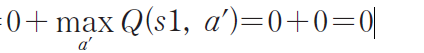 0+max Q(s1, a′)=0+0=0
a′